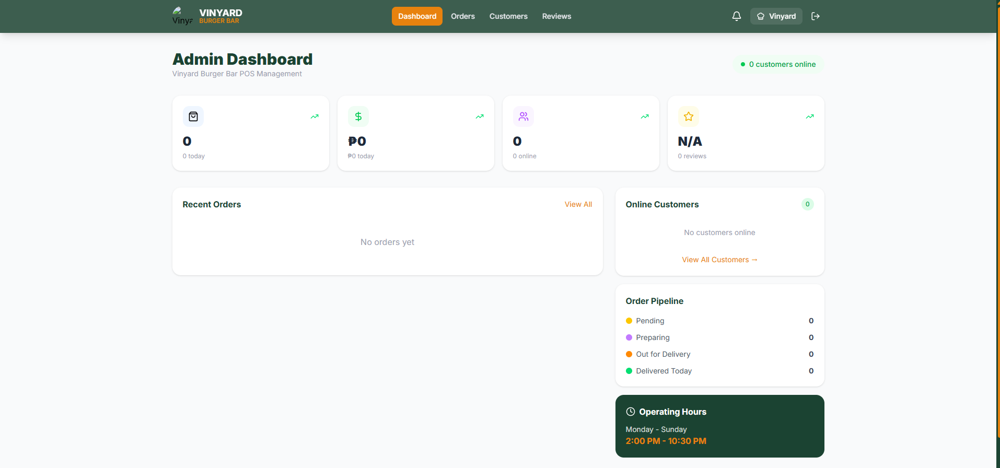 Vinya
VINYARD
BURGER BAR
Dashboard
Orders
Customers
Reviews
Vinyard
Admin Dashboard
Vinyard Burger Bar POS Management
0 customers online
0
0 today
₱0
₱0 today
0
0 online
N/A
0 reviews
Recent Orders
View All
No orders yet
Online Customers
0
No customers online
View All Customers →
Order Pipeline
Pending 0
Preparing 0
Out for Delivery 0
Delivered Today 0
Operating Hours
Monday - Sunday
2:00 PM - 10:30 PM